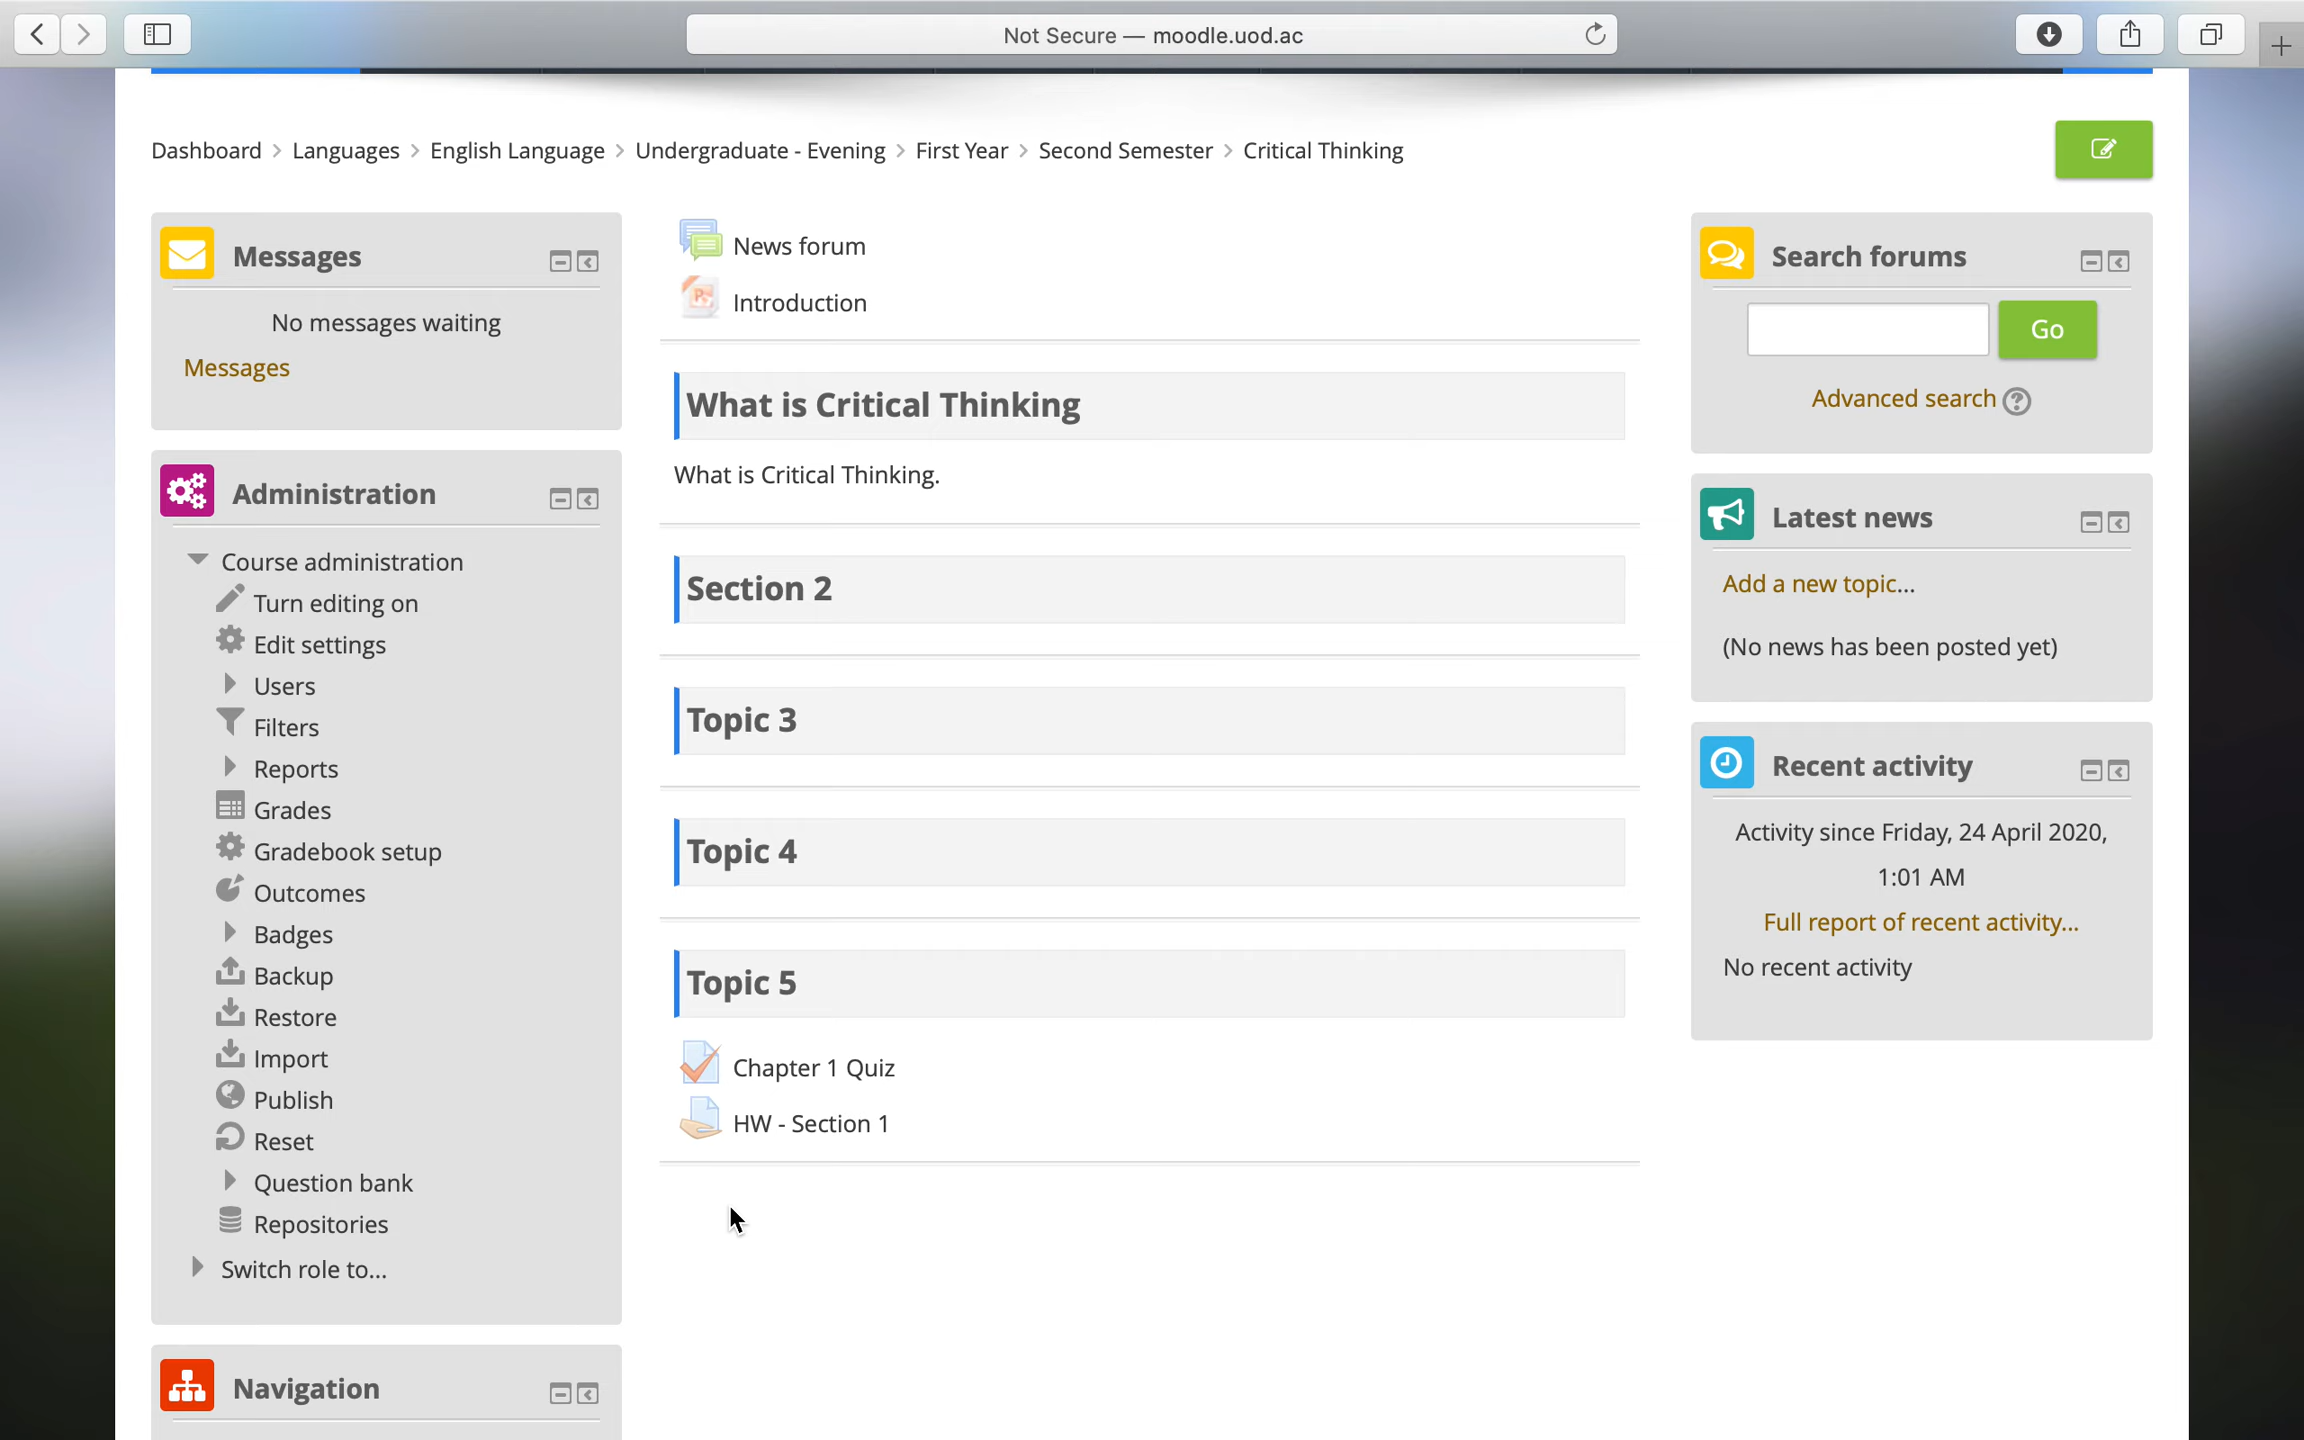 Not Secure — moodle.uod.ac
Dashboard > Languages > English Language > Undergraduate - Evening > First Year > Second Semester > Critical Thinking
Messages
No messages waiting
Messages
Administration
Course administration
Turn editing on
Edit settings
Users
Filters
Reports
Grades
Gradebook setup
Outcomes
Badges
Backup
Restore
Import
Publish
Reset
Question bank
Repositories
Switch role to...
Navigation
News forum
Introduction
What is Critical Thinking
What is Critical Thinking.
Section 2
Topic 3
Topic 4
Topic 5
Chapter 1 Quiz
HW - Section 1
Search forums
Go
Advanced search
Latest news
Add a new topic...
(No news has been posted yet)
Recent activity
Activity since Friday, 24 April 2020,
1:01 AM
Full report of recent activity...
No recent activity